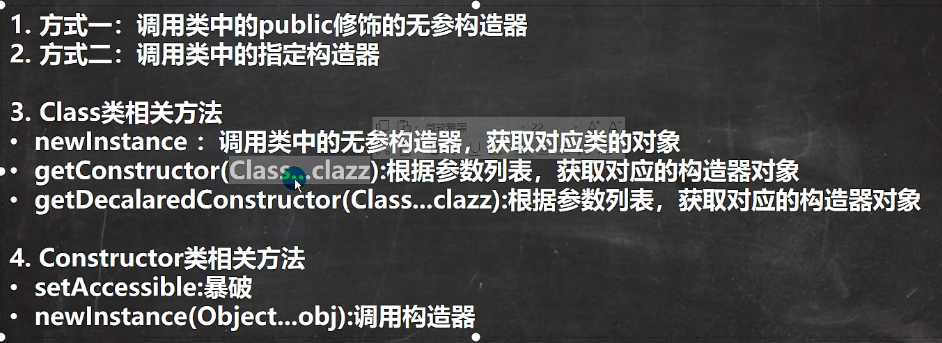 1. 方式一：调用类中的public修饰的无参构造器
2. 方式二：调用类中的指定构造器
3. Class类相关方法
• newInstance ：调用类中的无参构造器，获取对应类的对象
• getConstructor(Class...clazz):根据参数列表，获取对应的构造器对象
• getDecalaredConstructor(Class...clazz):根据参数列表，获取对应的构造器对象
4. Constructor类相关方法
• setAccessible:暴破
• newInstance(Object...obj):调用构造器